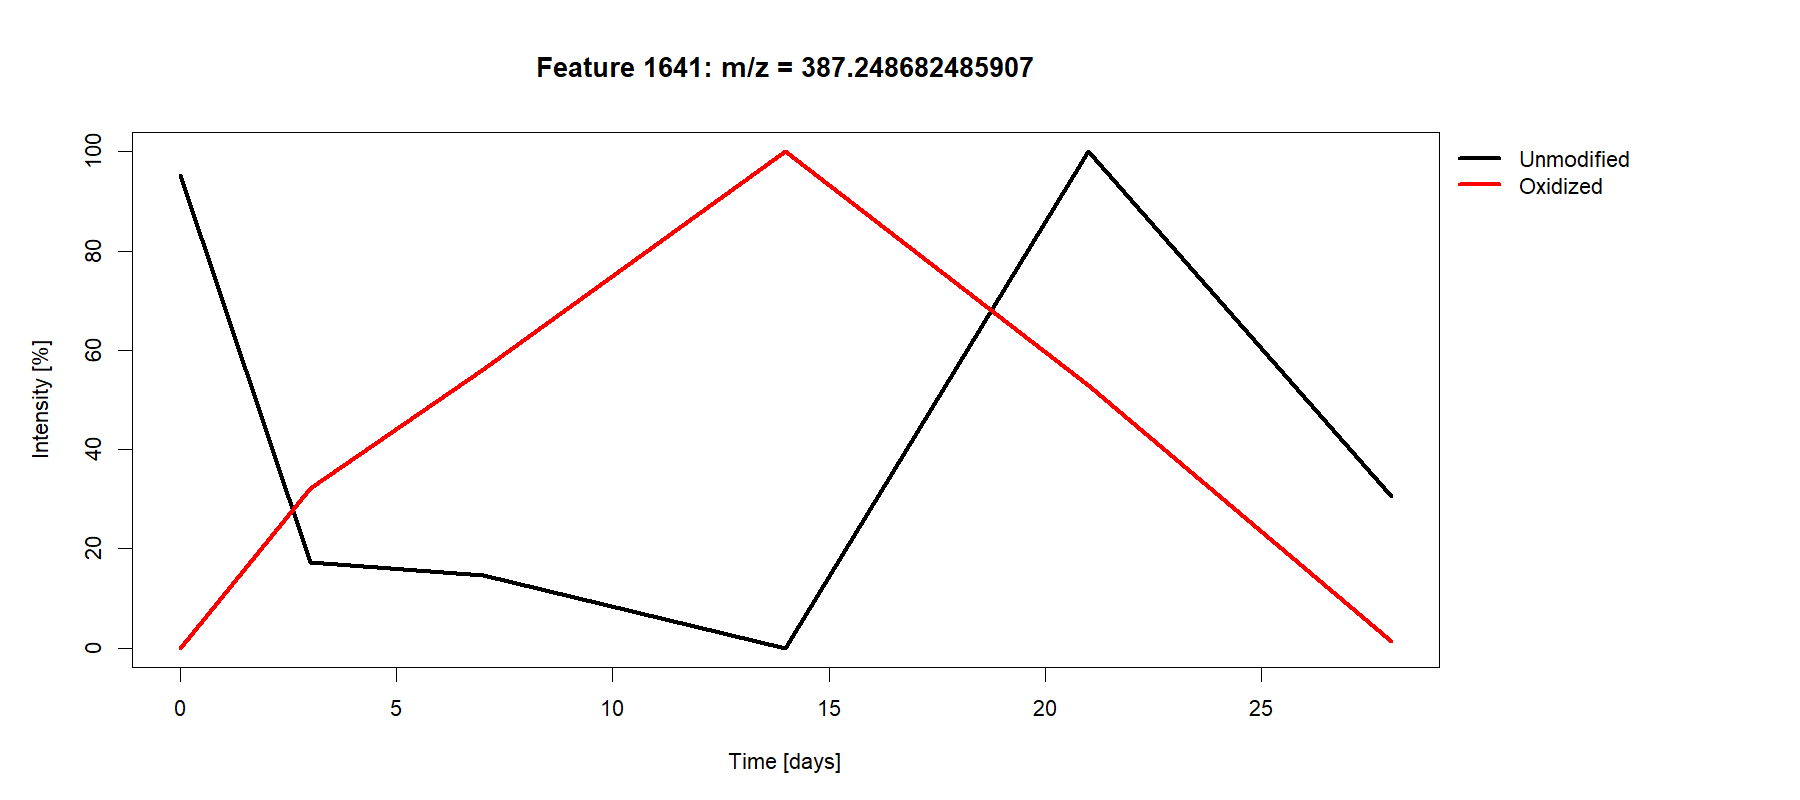 Feature 1641: m/z = 387.248682485907
Unmodified
Oxidized
Intensity [%]
100
80
60
40
20
0
0 5 10 15 20 25
Time [days]